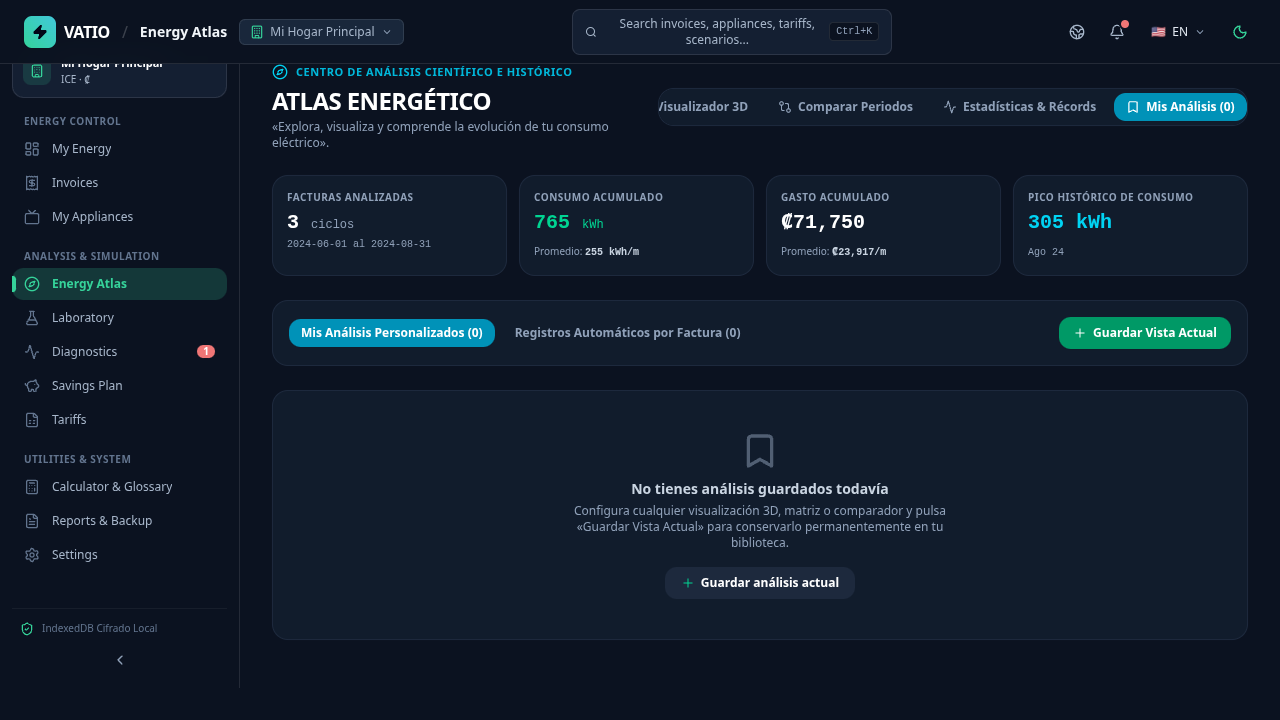 VATIO / Energy Atlas
Mi Hogar Principal
Search invoices, appliances, tariffs, scenarios...
Ctrl+K
EN
Mi Hogar Principal
ICE · ₡
ENERGY CONTROL
My Energy
Invoices
My Appliances
ANALYSIS & SIMULATION
Energy Atlas
Laboratory
Diagnostics
1
Savings Plan
Tariffs
UTILITIES & SYSTEM
Calculator & Glossary
Reports & Backup
Settings
IndexedDB Cifrado Local
CENTRO DE ANÁLISIS CIENTÍFICO E HISTÓRICO
ATLAS ENERGÉTICO
«Explora, visualiza y comprende la evolución de tu consumo
eléctrico».
Visualizador 3D
Comparar Periodos
Estadísticas & Récords
Mis Análisis (0)
FACTURAS ANALIZADAS
3 ciclos
2024-06-01 al 2024-08-31
CONSUMO ACUMULADO
765 kWh
Promedio: 255 kWh/m
GASTO ACUMULADO
₡71,750
Promedio: ₡23,917/m
PICO HISTÓRICO DE CONSUMO
305 kWh
Ago 24
Mis Análisis Personalizados (0)
Registros Automáticos por Factura (0)
Guardar Vista Actual
No tienes análisis guardados todavía
Configura cualquier visualización 3D, matriz o comparador y pulsa
«Guardar Vista Actual» para conservarlo permanentemente en tu
biblioteca.
Guardar análisis actual